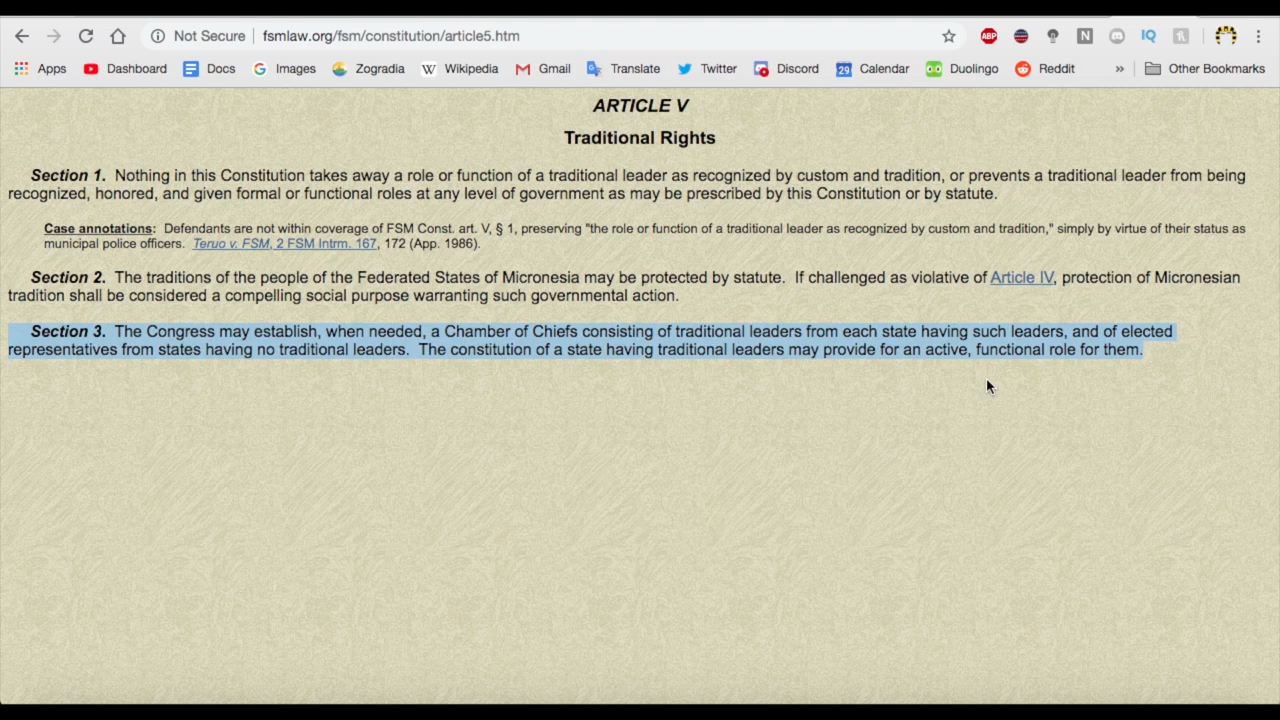 Not Secure fsmlaw.org/fsm/constitution/article5.htm ABP N IQ
Apps Dashboard Docs G Images Zogradia W Wikipedia Gmail Translate Twitter Discord 29 Calendar Duolingo Reddit » Other Bookmarks
ARTICLE V
Traditional Rights
Section 1. Nothing in this Constitution takes away a role or function of a traditional leader as recognized by custom and tradition, or prevents a traditional leader from being
recognized, honored, and given formal or functional roles at any level of government as may be prescribed by this Constitution or by statute.
Case annotations: Defendants are not within coverage of FSM Const. art. V, § 1, preserving "the role or function of a traditional leader as recognized by custom and tradition," simply by virtue of their status as
municipal police officers. Teruo v. FSM, 2 FSM Intrm. 167, 172 (App. 1986).
Section 2. The traditions of the people of the Federated States of Micronesia may be protected by statute. If challenged as violative of Article IV, protection of Micronesian
tradition shall be considered a compelling social purpose warranting such governmental action.
Section 3. The Congress may establish, when needed, a Chamber of Chiefs consisting of traditional leaders from each state having such leaders, and of elected
representatives from states having no traditional leaders. The constitution of a state having traditional leaders may provide for an active, functional role for them.